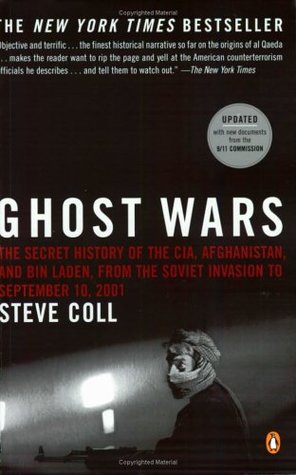 THE NEW YORK TIMES BESTSELLER
Objective and terrific . . . the finest historical narrative so far on the origins of al Qaeda
. . . makes the reader want to rip the page and yell at the American counterterrorism
officials he describes . . . and tell them to watch out." —The New York Times
UPDATED
with new documents
from the
9/11 COMMISSION
GHOST WARS
THE SECRET HISTORY OF THE CIA, AFGHANISTAN,
AND BIN LADEN, FROM THE SOVIET INVASION TO
SEPTEMBER 10, 2001
STEVE COLL